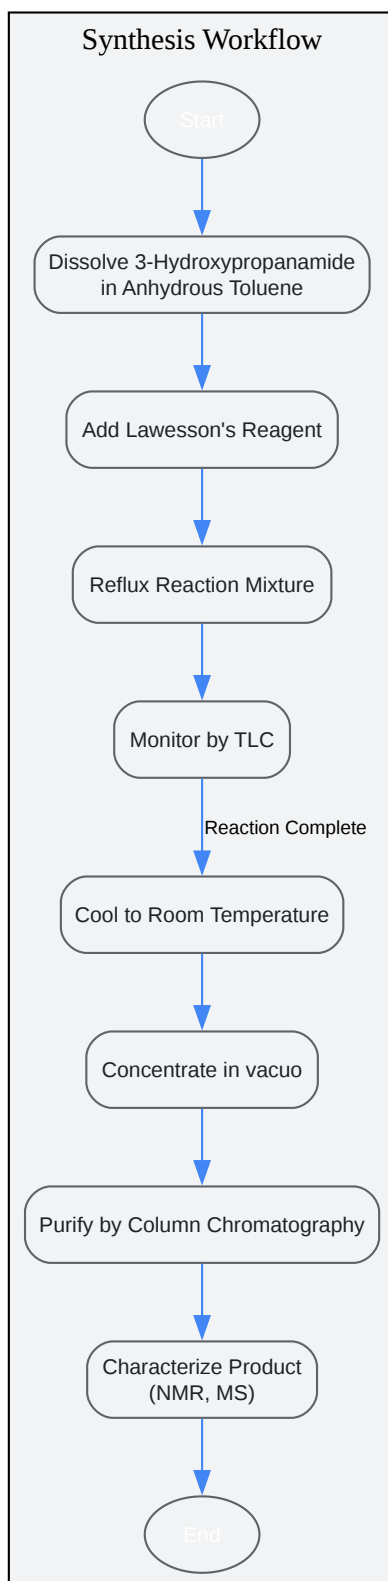 Synthesis Workflow
Start
Dissolve 3-Hydroxypropanamide
in Anhydrous Toluene
Add Lawesson's Reagent
Reflux Reaction Mixture
Monitor by TLC
Reaction Complete
Cool to Room Temperature
Concentrate in vacuo
Purify by Column Chromatography
Characterize Product
(NMR, MS)
End